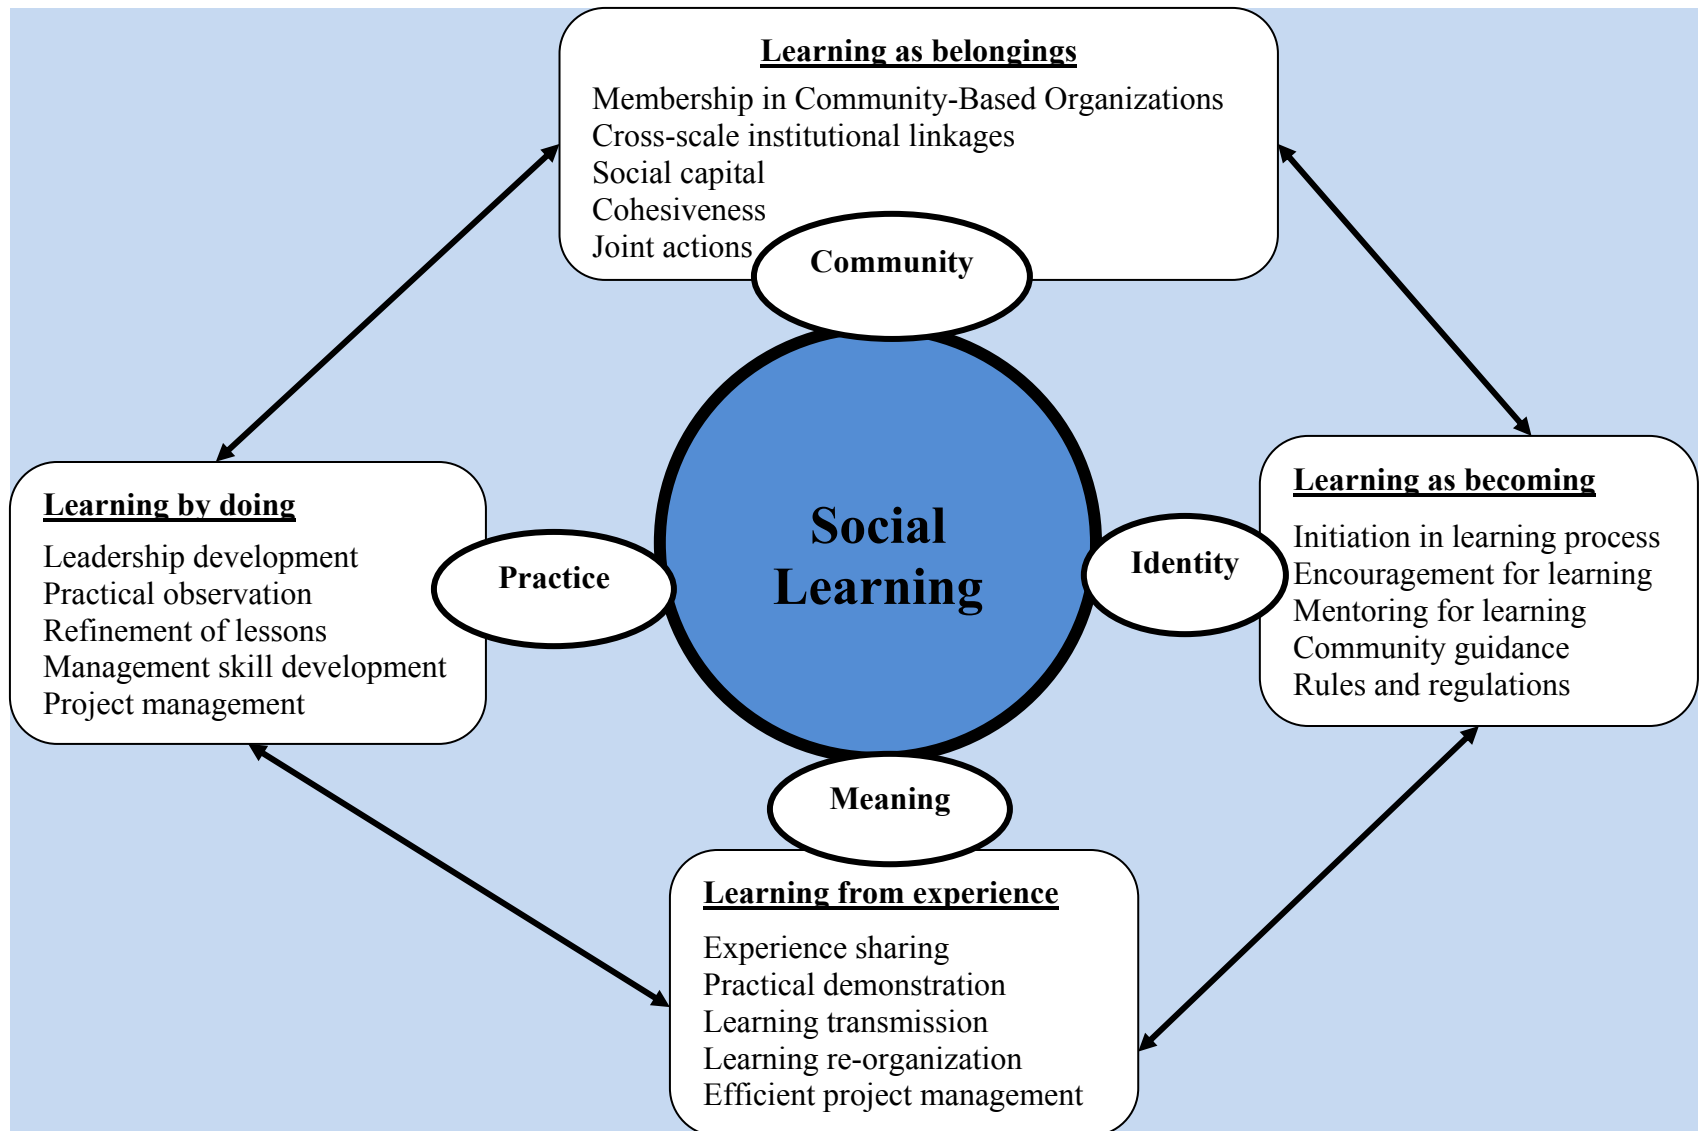 Learning as belongings
Membership in Community-Based Organizations
Cross-scale institutional linkages
Social capital
Cohesiveness
Joint actions
Community
Learning by doing
Leadership development
Practical observation
Refinement of lessons
Management skill development
Project management
Practice
Social
Learning
Identity
Learning as becoming
Initiation in learning process
Encouragement for learning
Mentoring for learning
Community guidance
Rules and regulations
Meaning
Learning from experience
Experience sharing
Practical demonstration
Learning transmission
Learning re-organization
Efficient project management